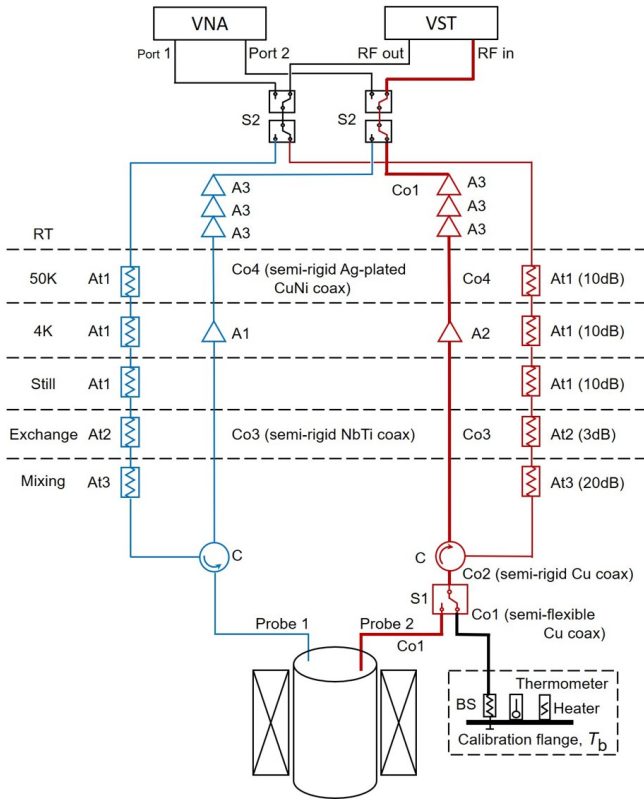 VNA
VST
Port 1
Port 2
RF out
RF in
S2
S2
A3
A3
A3
Co1
A3
A3
A3
RT
50K
At1
Co4 (semi-rigid Ag-plated
CuNi coax)
Co4
At1 (10dB)
4K
At1
A1
A2
At1 (10dB)
Still
At1
At1 (10dB)
Exchange
At2
Co3 (semi-rigid NbTi coax)
Co3
At2 (3dB)
Mixing
At3
At3 (20dB)
C
C
Co2 (semi-rigid Cu coax)
S1
Co1 (semi-flexible
Cu coax)
Probe 1
Probe 2
Co1
Thermometer
BS
Heater
Calibration flange, Tb